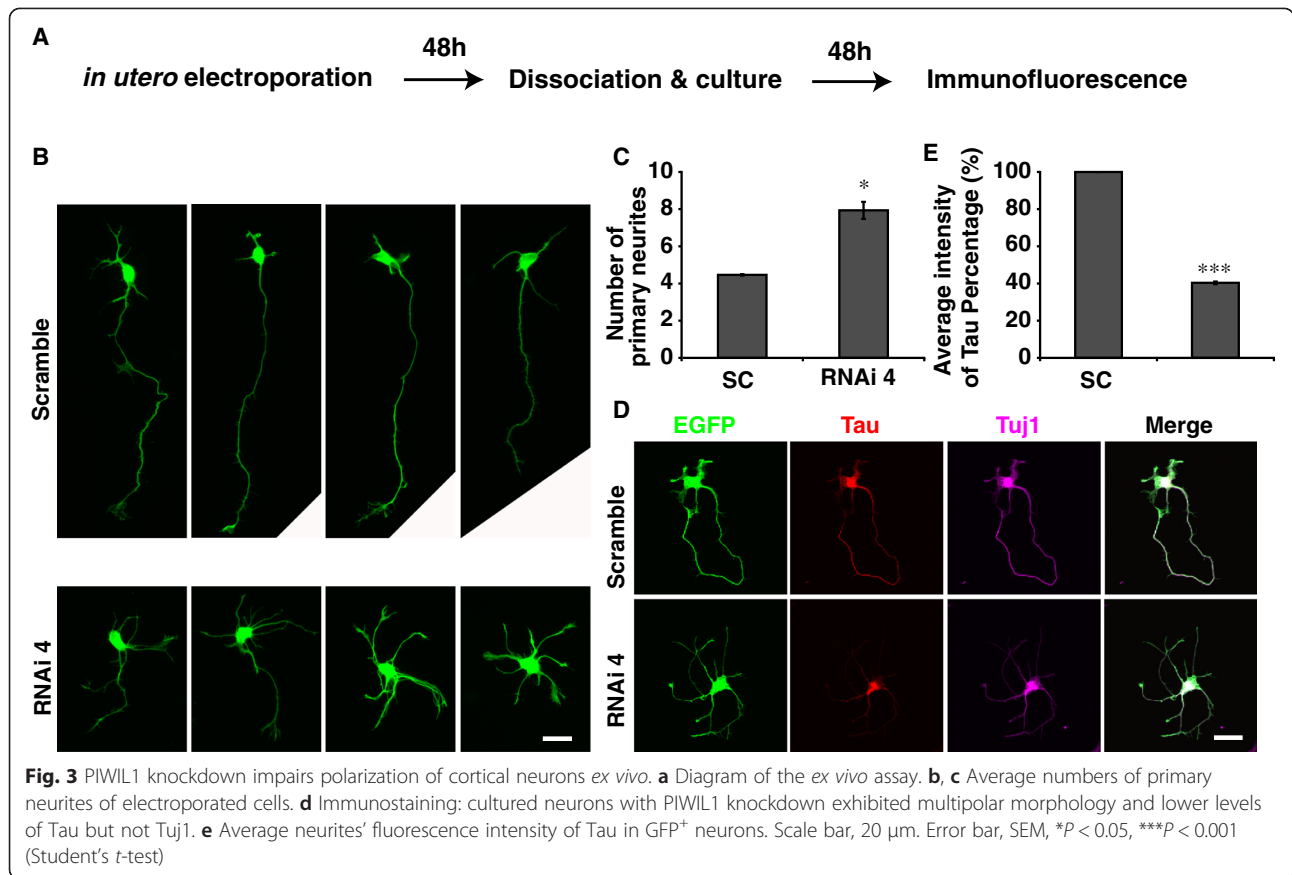 A
in utero electroporation 48h Dissociation & culture 48h Immunofluorescence
B
Scramble
RNAi 4
C
Number of
primary neurites
10
8
6
4
2
0
*
SC RNAi 4
E
Average intensity
of Tau Percentage (%)
100
80
60
40
20
0
***
SC
D
EGFP Tau Tuj1 Merge
Scramble
RNAi 4
Fig. 3 PIWIL1 knockdown impairs polarization of cortical neurons ex vivo. a Diagram of the ex vivo assay. b, c Average numbers of primary
neurites of electroporated cells. d Immunostaining: cultured neurons with PIWIL1 knockdown exhibited multipolar morphology and lower levels
of Tau but not Tuj1. e Average neurites’ fluorescence intensity of Tau in GFP⁺ neurons. Scale bar, 20 μm. Error bar, SEM, *P < 0.05, ***P < 0.001
(Student’s t-test)